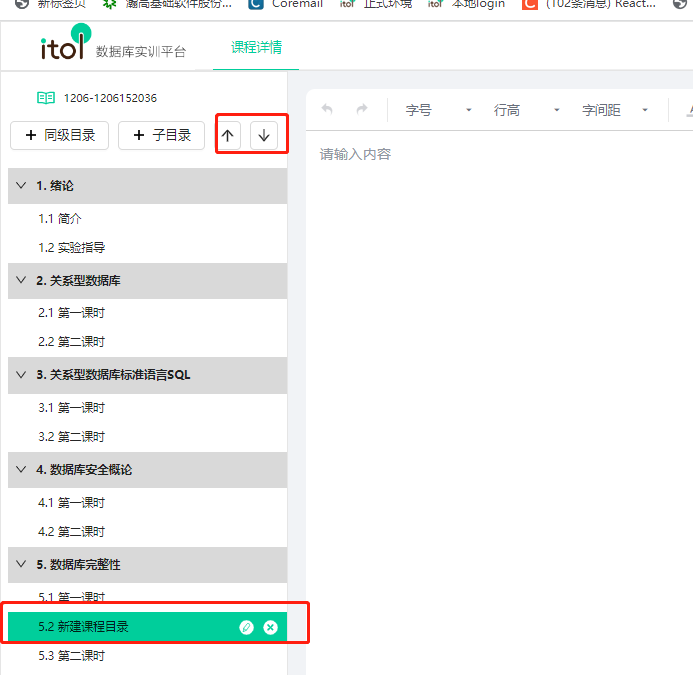 新标签页 瀚高基础软件股份... Coremail itol 正式环境 itol 本地login (102条消息) React...
itol 数据库实训平台 课程详情
1206-1206152036
+ 同级目录 + 子目录 ↑ ↓
字号 行高 字间距
请输入内容
1. 绪论
1.1 简介
1.2 实验指导
2. 关系型数据库
2.1 第一课时
2.2 第二课时
3. 关系型数据库标准语言SQL
3.1 第一课时
3.2 第二课时
4. 数据库安全概论
4.1 第一课时
4.2 第二课时
5. 数据库完整性
5.1 第一课时
5.2 新建课程目录
5.3 第二课时